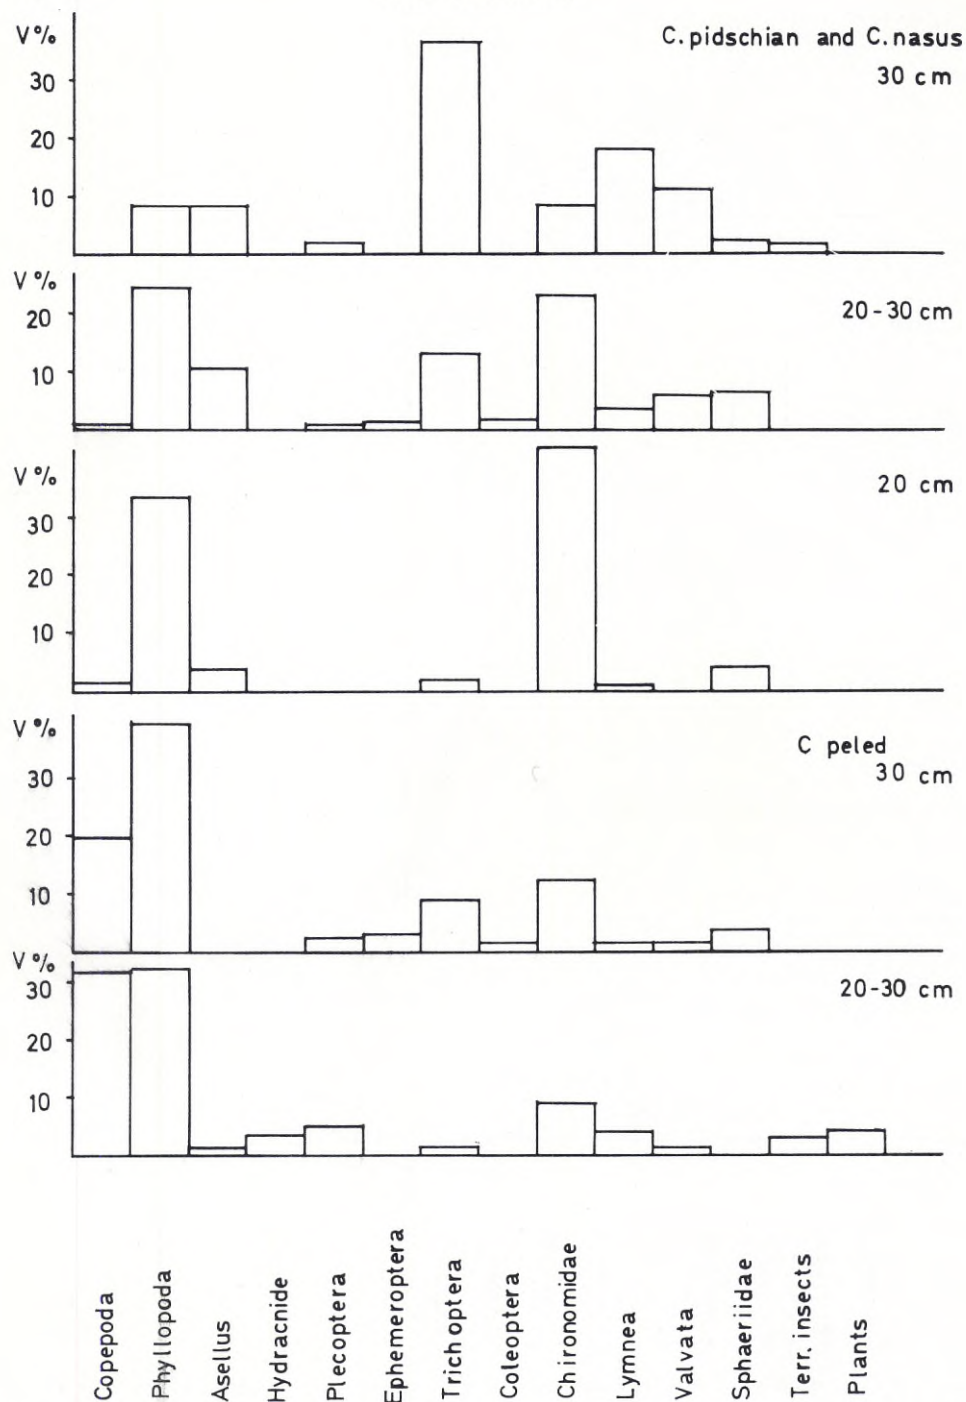 V%
C. pidschian and C. nasus
30 cm
30
20
10
V%
20-30 cm
20
10
V%
20 cm
30
20
10
V%
C peled
30 cm
30
20
10
V%
20-30 cm
30
20
10
Copepoda
Phyllopoda
Asellus
Hydracnide
Plecoptera
Ephemeroptera
Trichoptera
Coleoptera
Chironomidae
Lymnea
Valvata
Sphaeriidae
Terr. insects
Plants